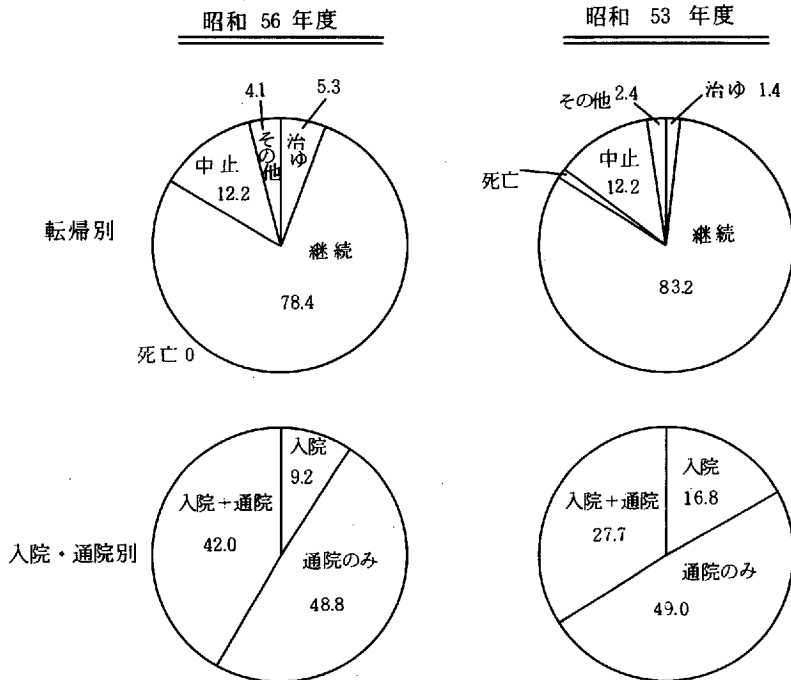 昭和 56 年度
昭和 53 年度
転帰別
4.1
5.3
その他
治ゆ
中止
12.2
継続
78.4
死亡 0
その他 2.4
治ゆ 1.4
死亡
中止
12.2
継続
83.2
入院・通院別
入院
9.2
入院+通院
42.0
通院のみ
48.8
入院
16.8
入院+通院
27.7
通院のみ
49.0